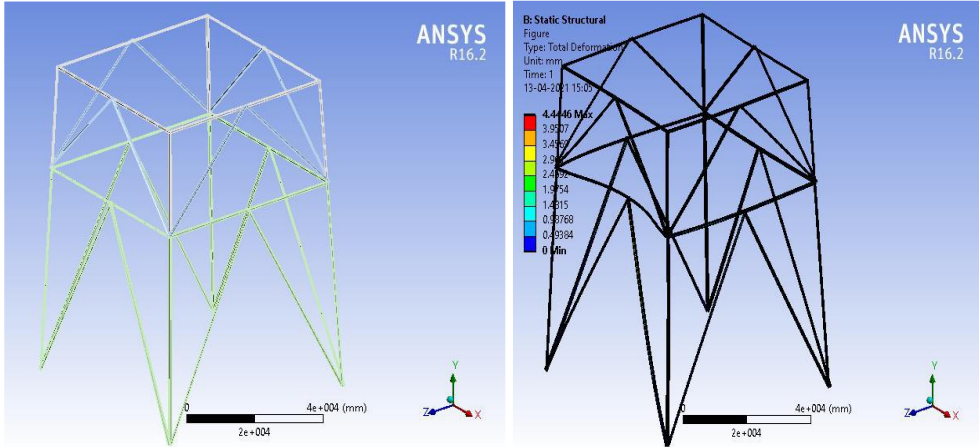 ANSYS
R16.2
0
4e+004 (mm)
2e+004
Y
Z
X
B: Static Structural
Figure
Type: Total Deformation
Unit: mm
Time: 1
13-04-2021 15:05
4.4446 Max
3.9507
1.9754
1.4815
0.98768
0.49384
0 Min
ANSYS
R16.2
0
4e+004 (mm)
2e+004
Y
Z
X